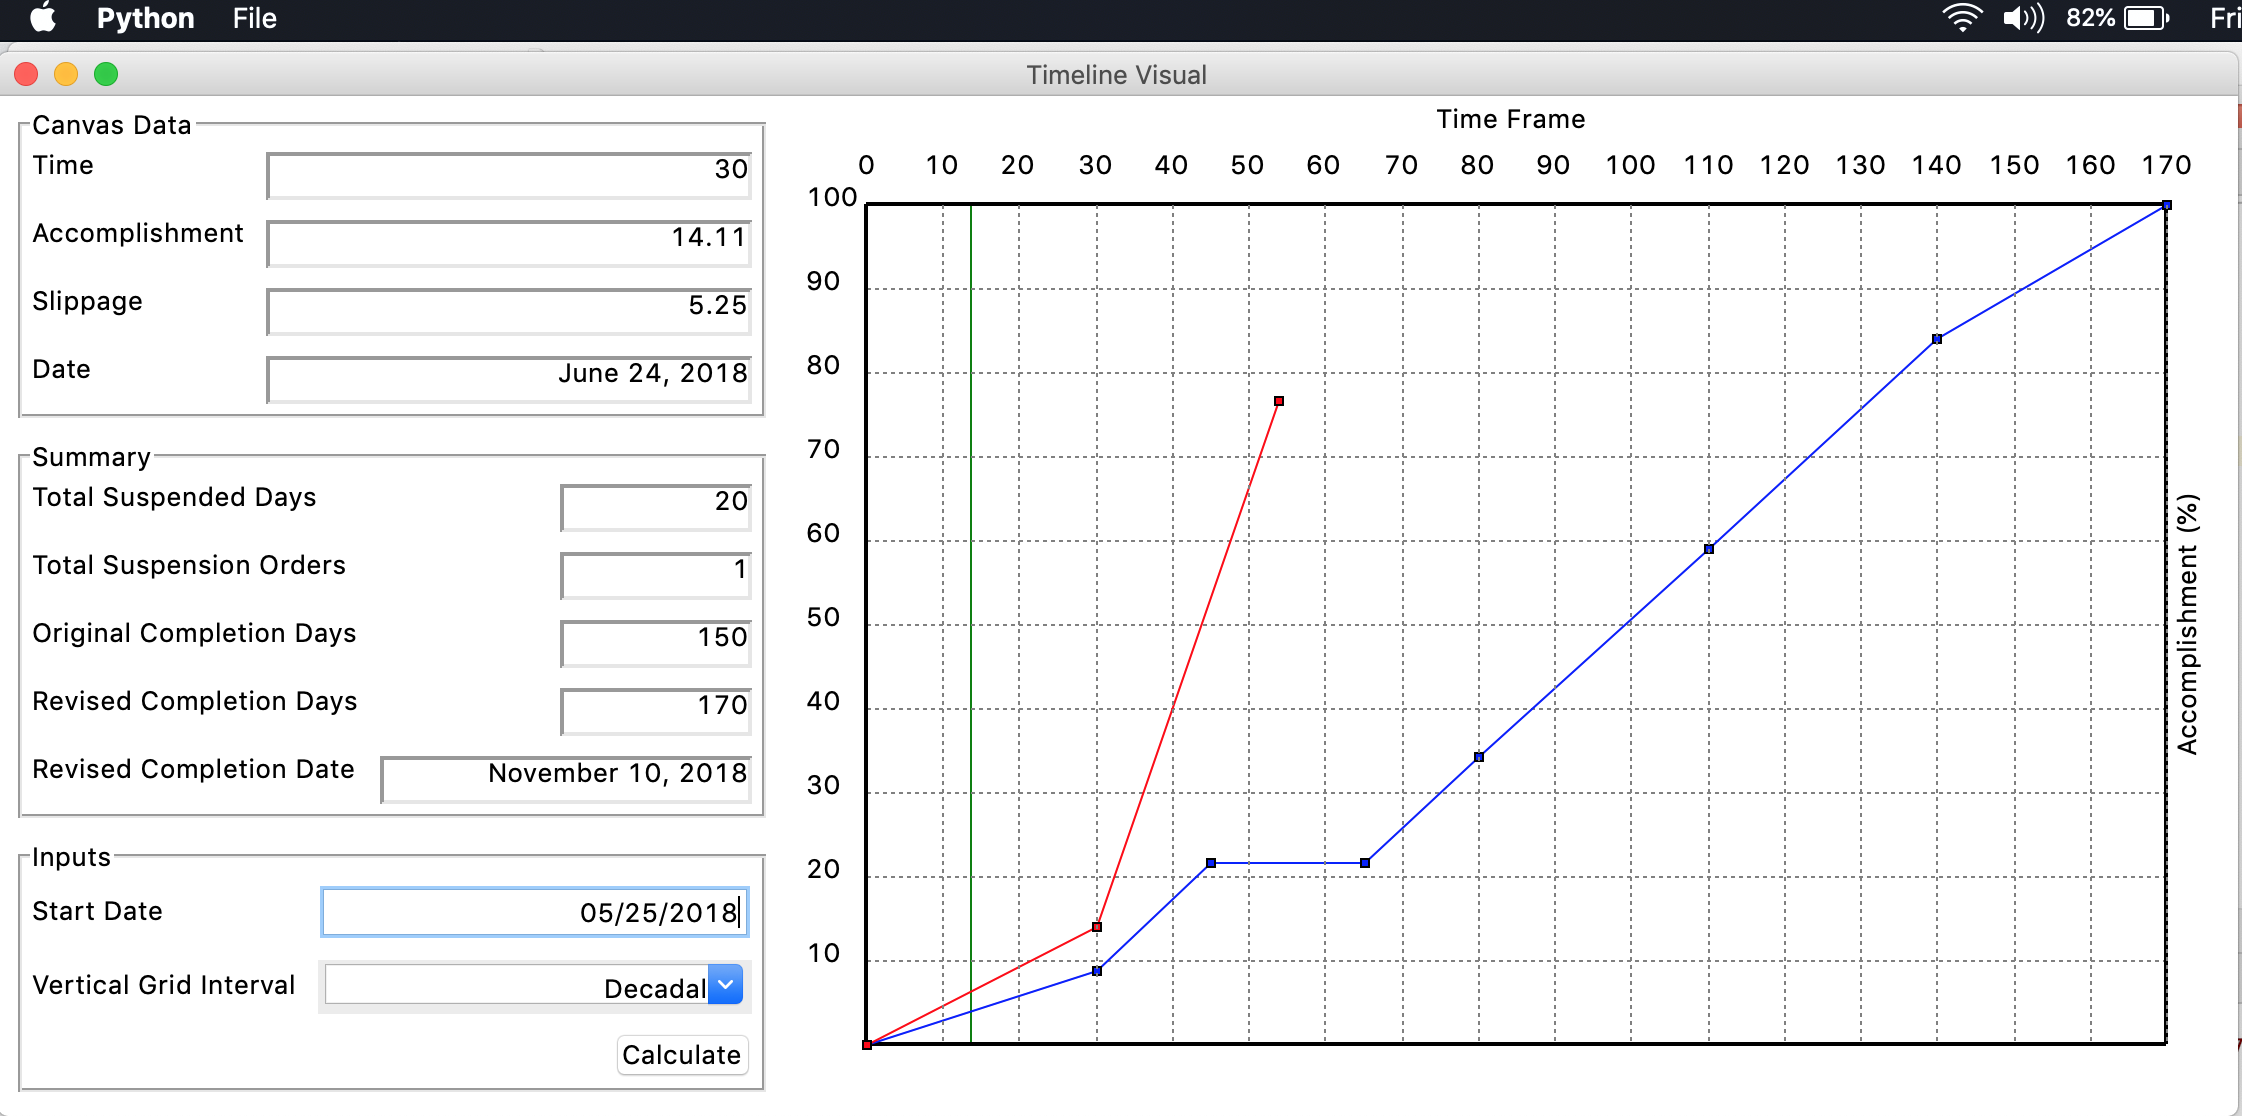 Python File 82% Fri
Timeline Visual
Canvas Data
Time 30
Accomplishment 14.11
Slippage 5.25
Date June 24, 2018
Summary
Total Suspended Days 20
Total Suspension Orders 1
Original Completion Days 150
Revised Completion Days 170
Revised Completion Date November 10, 2018
Inputs
Start Date 05/25/2018
Vertical Grid Interval Decadal
Calculate
Time Frame
0 10 20 30 40 50 60 70 80 90 100 110 120 130 140 150 160 170
100
90
80
70
60
50
40
30
20
10
Accomplishment (%)